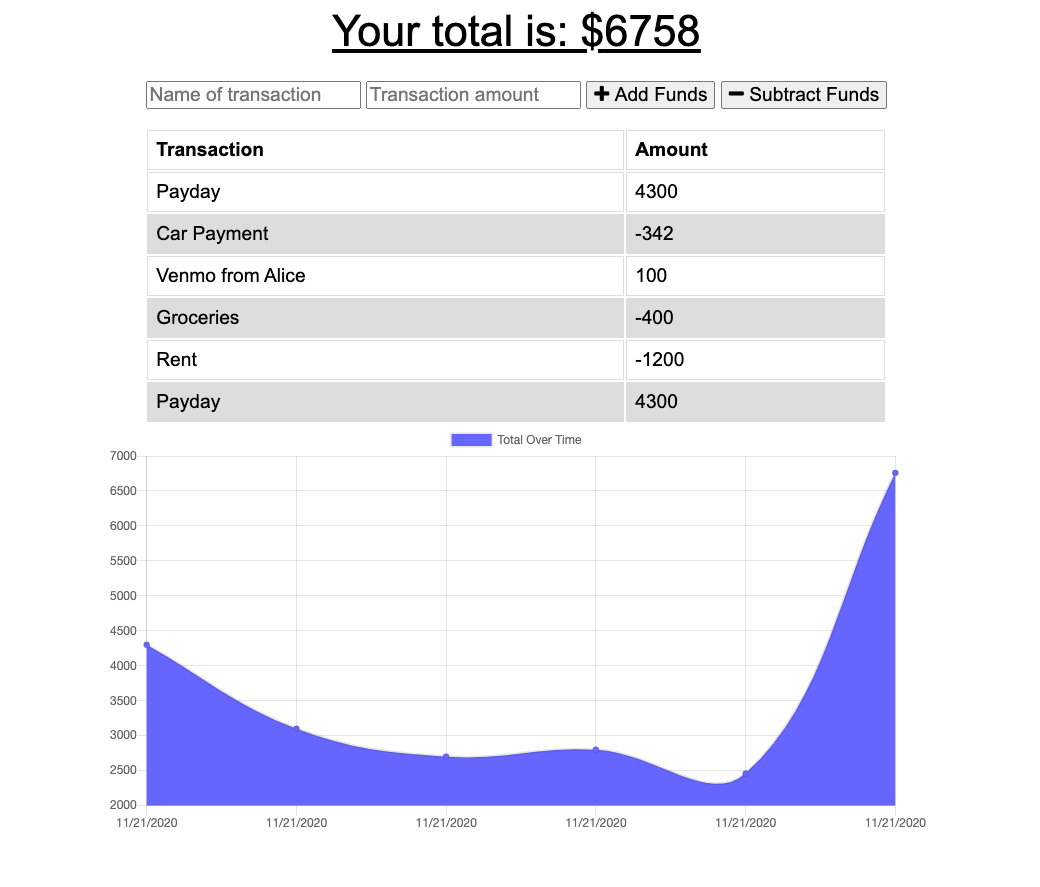 Your total is: $6758
Name of transaction Transaction amount + Add Funds − Subtract Funds
Transaction Amount
Payday 4300
Car Payment -342
Venmo from Alice 100
Groceries -400
Rent -1200
Payday 4300
Total Over Time
7000
6500
6000
5500
5000
4500
4000
3500
3000
2500
2000
11/21/2020 11/21/2020 11/21/2020 11/21/2020 11/21/2020 11/21/2020